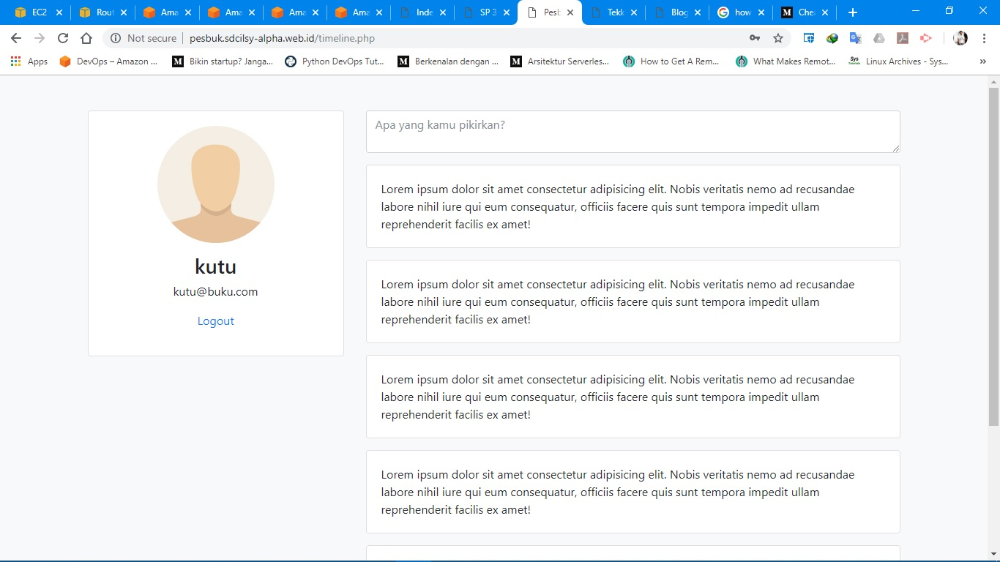 EC2
Rout
Ama
Ama
Ama
Ama
Inde
SP 3
Pesb
Tekk
Blog
how
Che
Not secure
pesbuk.sdcilsy-alpha.web.id/timeline.php
Apps
DevOps – Amazon ...
Bikin startup? Janga...
Python DevOps Tut...
Berkenalan dengan ...
Arsitektur Serverles...
How to Get A Rem...
What Makes Remot...
Sys
Linux Archives - Sys...
kutu
kutu@buku.com
Logout
Apa yang kamu pikirkan?
Lorem ipsum dolor sit amet consectetur adipisicing elit. Nobis veritatis nemo ad recusandae
labore nihil iure qui eum consequatur, officiis facere quis sunt tempora impedit ullam
reprehenderit facilis ex amet!
Lorem ipsum dolor sit amet consectetur adipisicing elit. Nobis veritatis nemo ad recusandae
labore nihil iure qui eum consequatur, officiis facere quis sunt tempora impedit ullam
reprehenderit facilis ex amet!
Lorem ipsum dolor sit amet consectetur adipisicing elit. Nobis veritatis nemo ad recusandae
labore nihil iure qui eum consequatur, officiis facere quis sunt tempora impedit ullam
reprehenderit facilis ex amet!
Lorem ipsum dolor sit amet consectetur adipisicing elit. Nobis veritatis nemo ad recusandae
labore nihil iure qui eum consequatur, officiis facere quis sunt tempora impedit ullam
reprehenderit facilis ex amet!